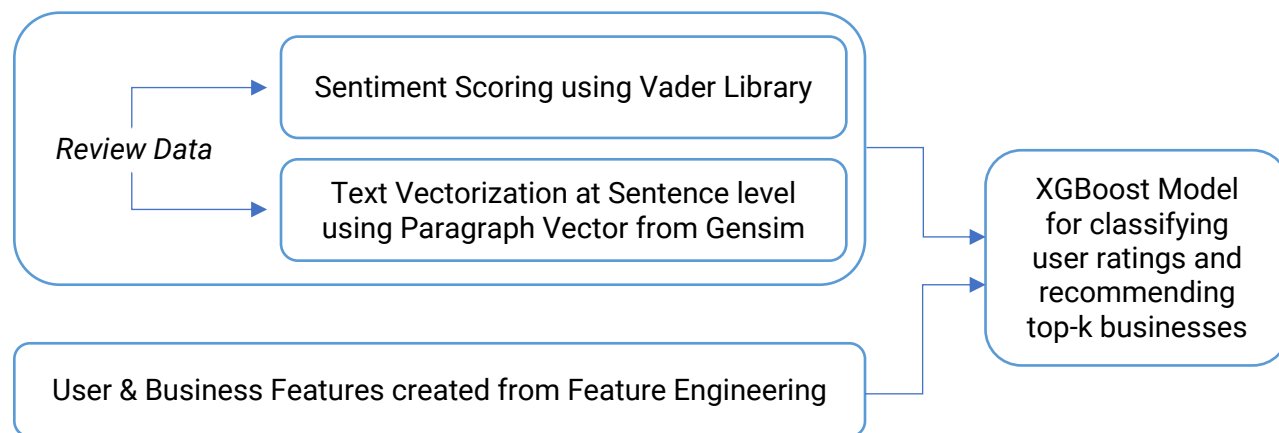 Sentiment Scoring using Vader Library
Review Data
Text Vectorization at Sentence level
using Paragraph Vector from Gensim
XGBoost Model
for classifying
user ratings and
recommending
top-k businesses
User & Business Features created from Feature Engineering